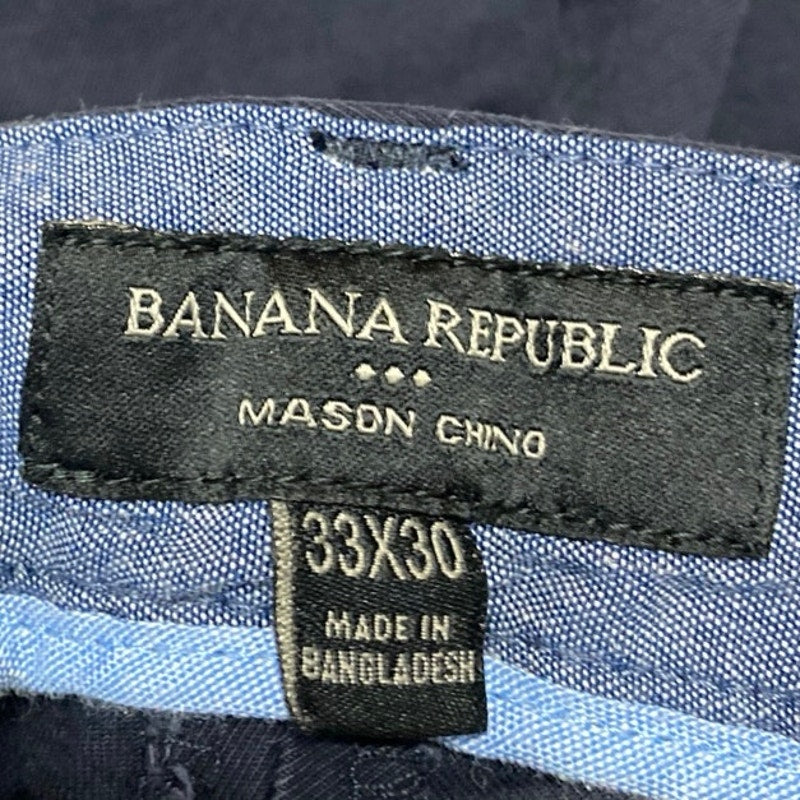 BANANA REPUBLIC
MASON CHINO
33X30
MADE IN
BANGLADESH